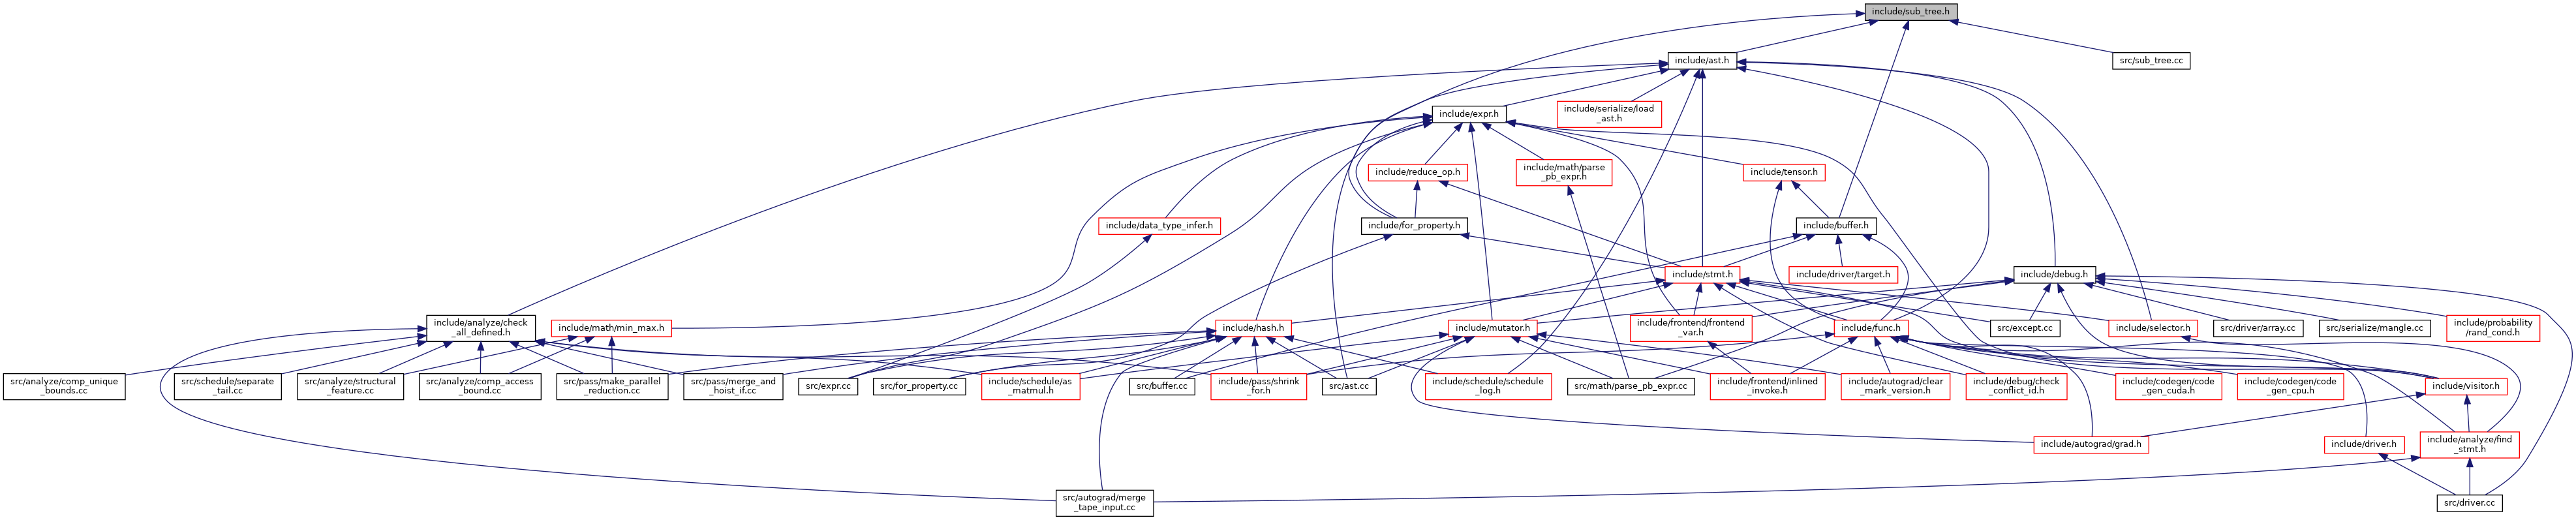 include/sub_tree.h
include/ast.h
src/sub_tree.cc
include/expr.h
include/serialize/load
_ast.h
include/reduce_op.h
include/math/parse
_pb_expr.h
include/tensor.h
include/data_type_infer.h
include/for_property.h
include/buffer.h
include/stmt.h
include/driver/target.h
include/debug.h
include/analyze/check
_all_defined.h
include/math/min_max.h
include/hash.h
include/mutator.h
include/frontend/frontend
_var.h
include/func.h
src/except.cc
include/selector.h
src/driver/array.cc
src/serialize/mangle.cc
include/probability
/rand_cond.h
src/analyze/comp_unique
_bounds.cc
src/schedule/separate
_tail.cc
src/analyze/structural
_feature.cc
src/analyze/comp_access
_bound.cc
src/pass/make_parallel
_reduction.cc
src/pass/merge_and
_hoist_if.cc
src/expr.cc
src/for_property.cc
include/schedule/as
_matmul.h
src/buffer.cc
include/pass/shrink
_for.h
src/ast.cc
include/schedule/schedule
_log.h
src/math/parse_pb_expr.cc
include/frontend/inlined
_invoke.h
include/autograd/clear
_mark_version.h
include/debug/check
_conflict_id.h
include/codegen/code
_gen_cuda.h
include/codegen/code
_gen_cpu.h
include/visitor.h
include/autograd/grad.h
include/driver.h
include/analyze/find
_stmt.h
src/autograd/merge
_tape_input.cc
src/driver.cc